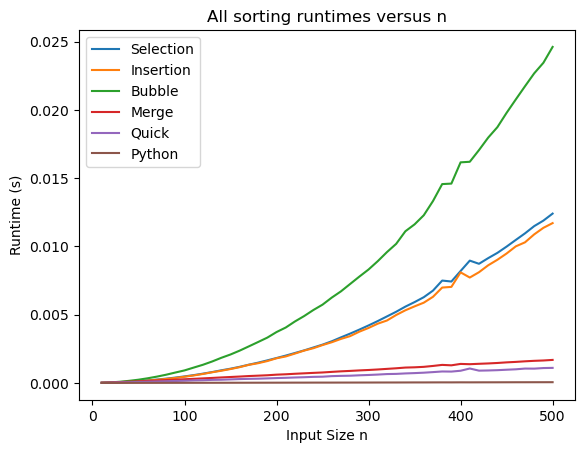 All sorting runtimes versus n
Selection
Insertion
Bubble
Merge
Quick
Python
Runtime (s)
0.025
0.020
0.015
0.010
0.005
0.000
0
100
200
300
400
500
Input Size n